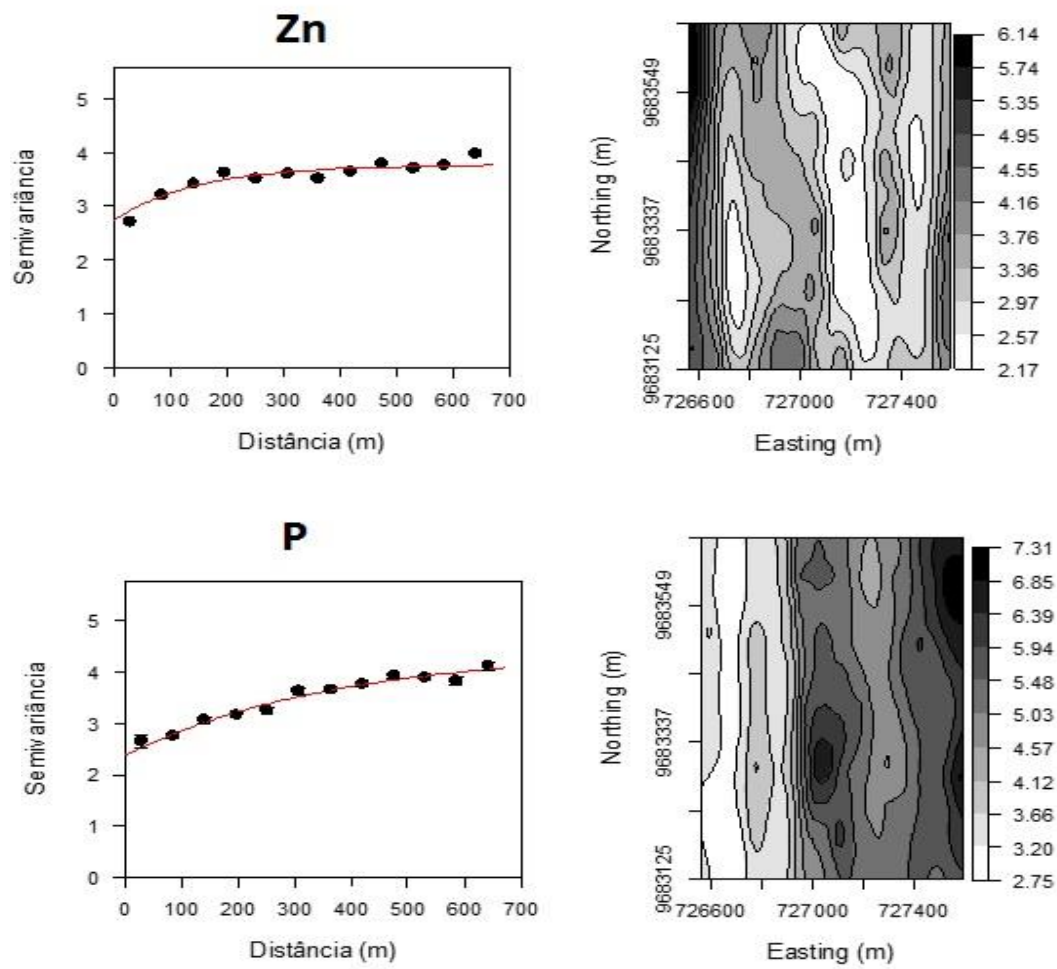 Zn
5
4
3
2
1
0
Semivariância
0 100 200 300 400 500 600 700
Distância (m)
9683549
9683337
9683125
Northing (m)
726600 727000 727400
Easting (m)
6.14
5.74
5.35
4.95
4.55
4.16
3.76
3.36
2.97
2.57
2.17
P
5
4
3
2
1
0
Semivariância
0 100 200 300 400 500 600 700
Distância (m)
9683549
9683337
9683125
Northing (m)
726600 727000 727400
Easting (m)
7.31
6.85
6.39
5.94
5.48
5.03
4.57
4.12
3.66
3.20
2.75